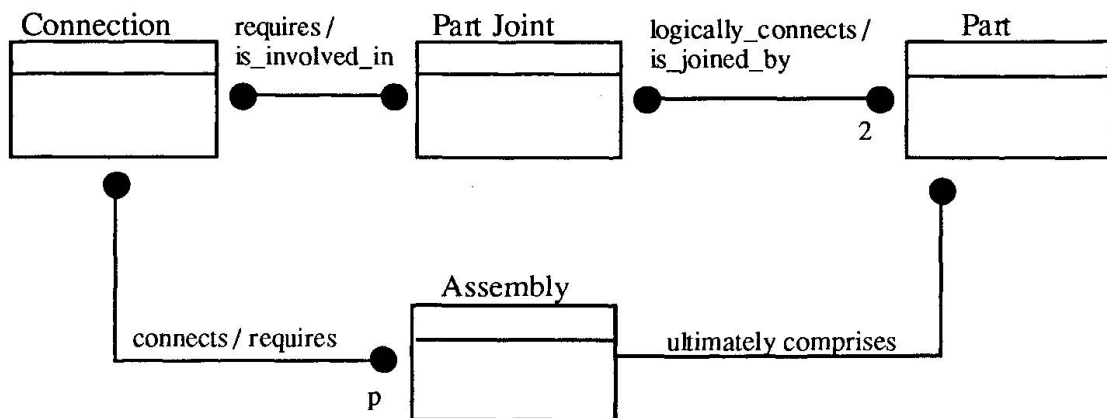 Connection
requires /
is_involved_in
Part Joint
logically_connects /
is_joined_by
Part
2
Assembly
connects / requires
ultimately comprises
p